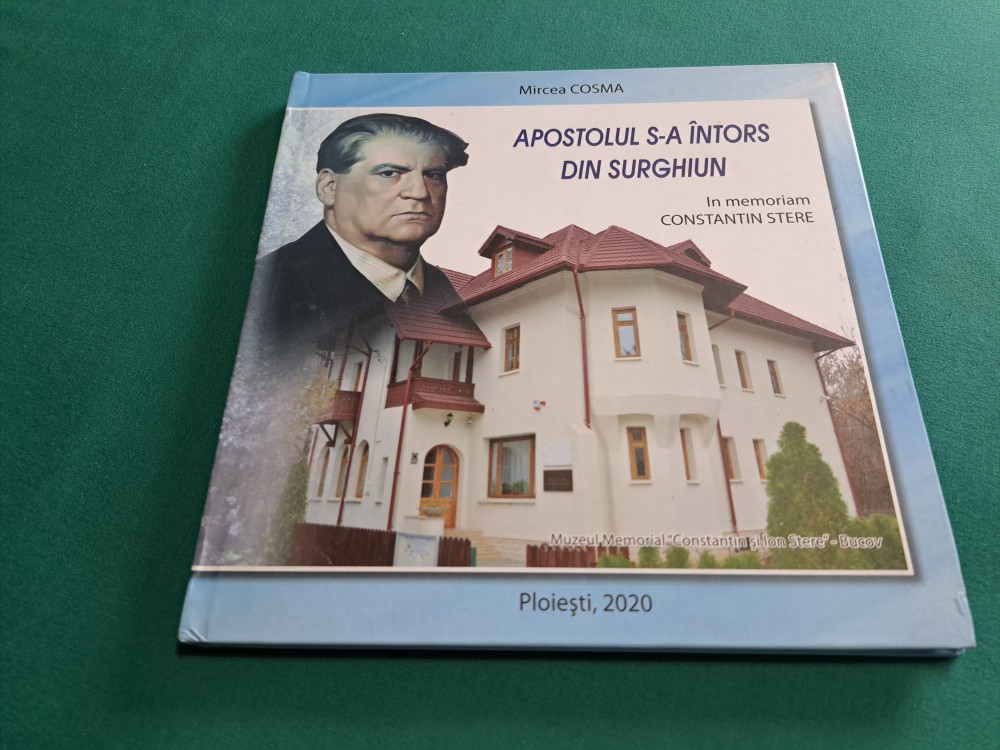 Mircea COSMA
APOSTOLUL S-A ÎNTORS
DIN SURGHIUN
In memoriam
CONSTANTIN STERE
Muzeul Memorial "Constantin şi Ion Stere" - Bucov
Ploieşti, 2020